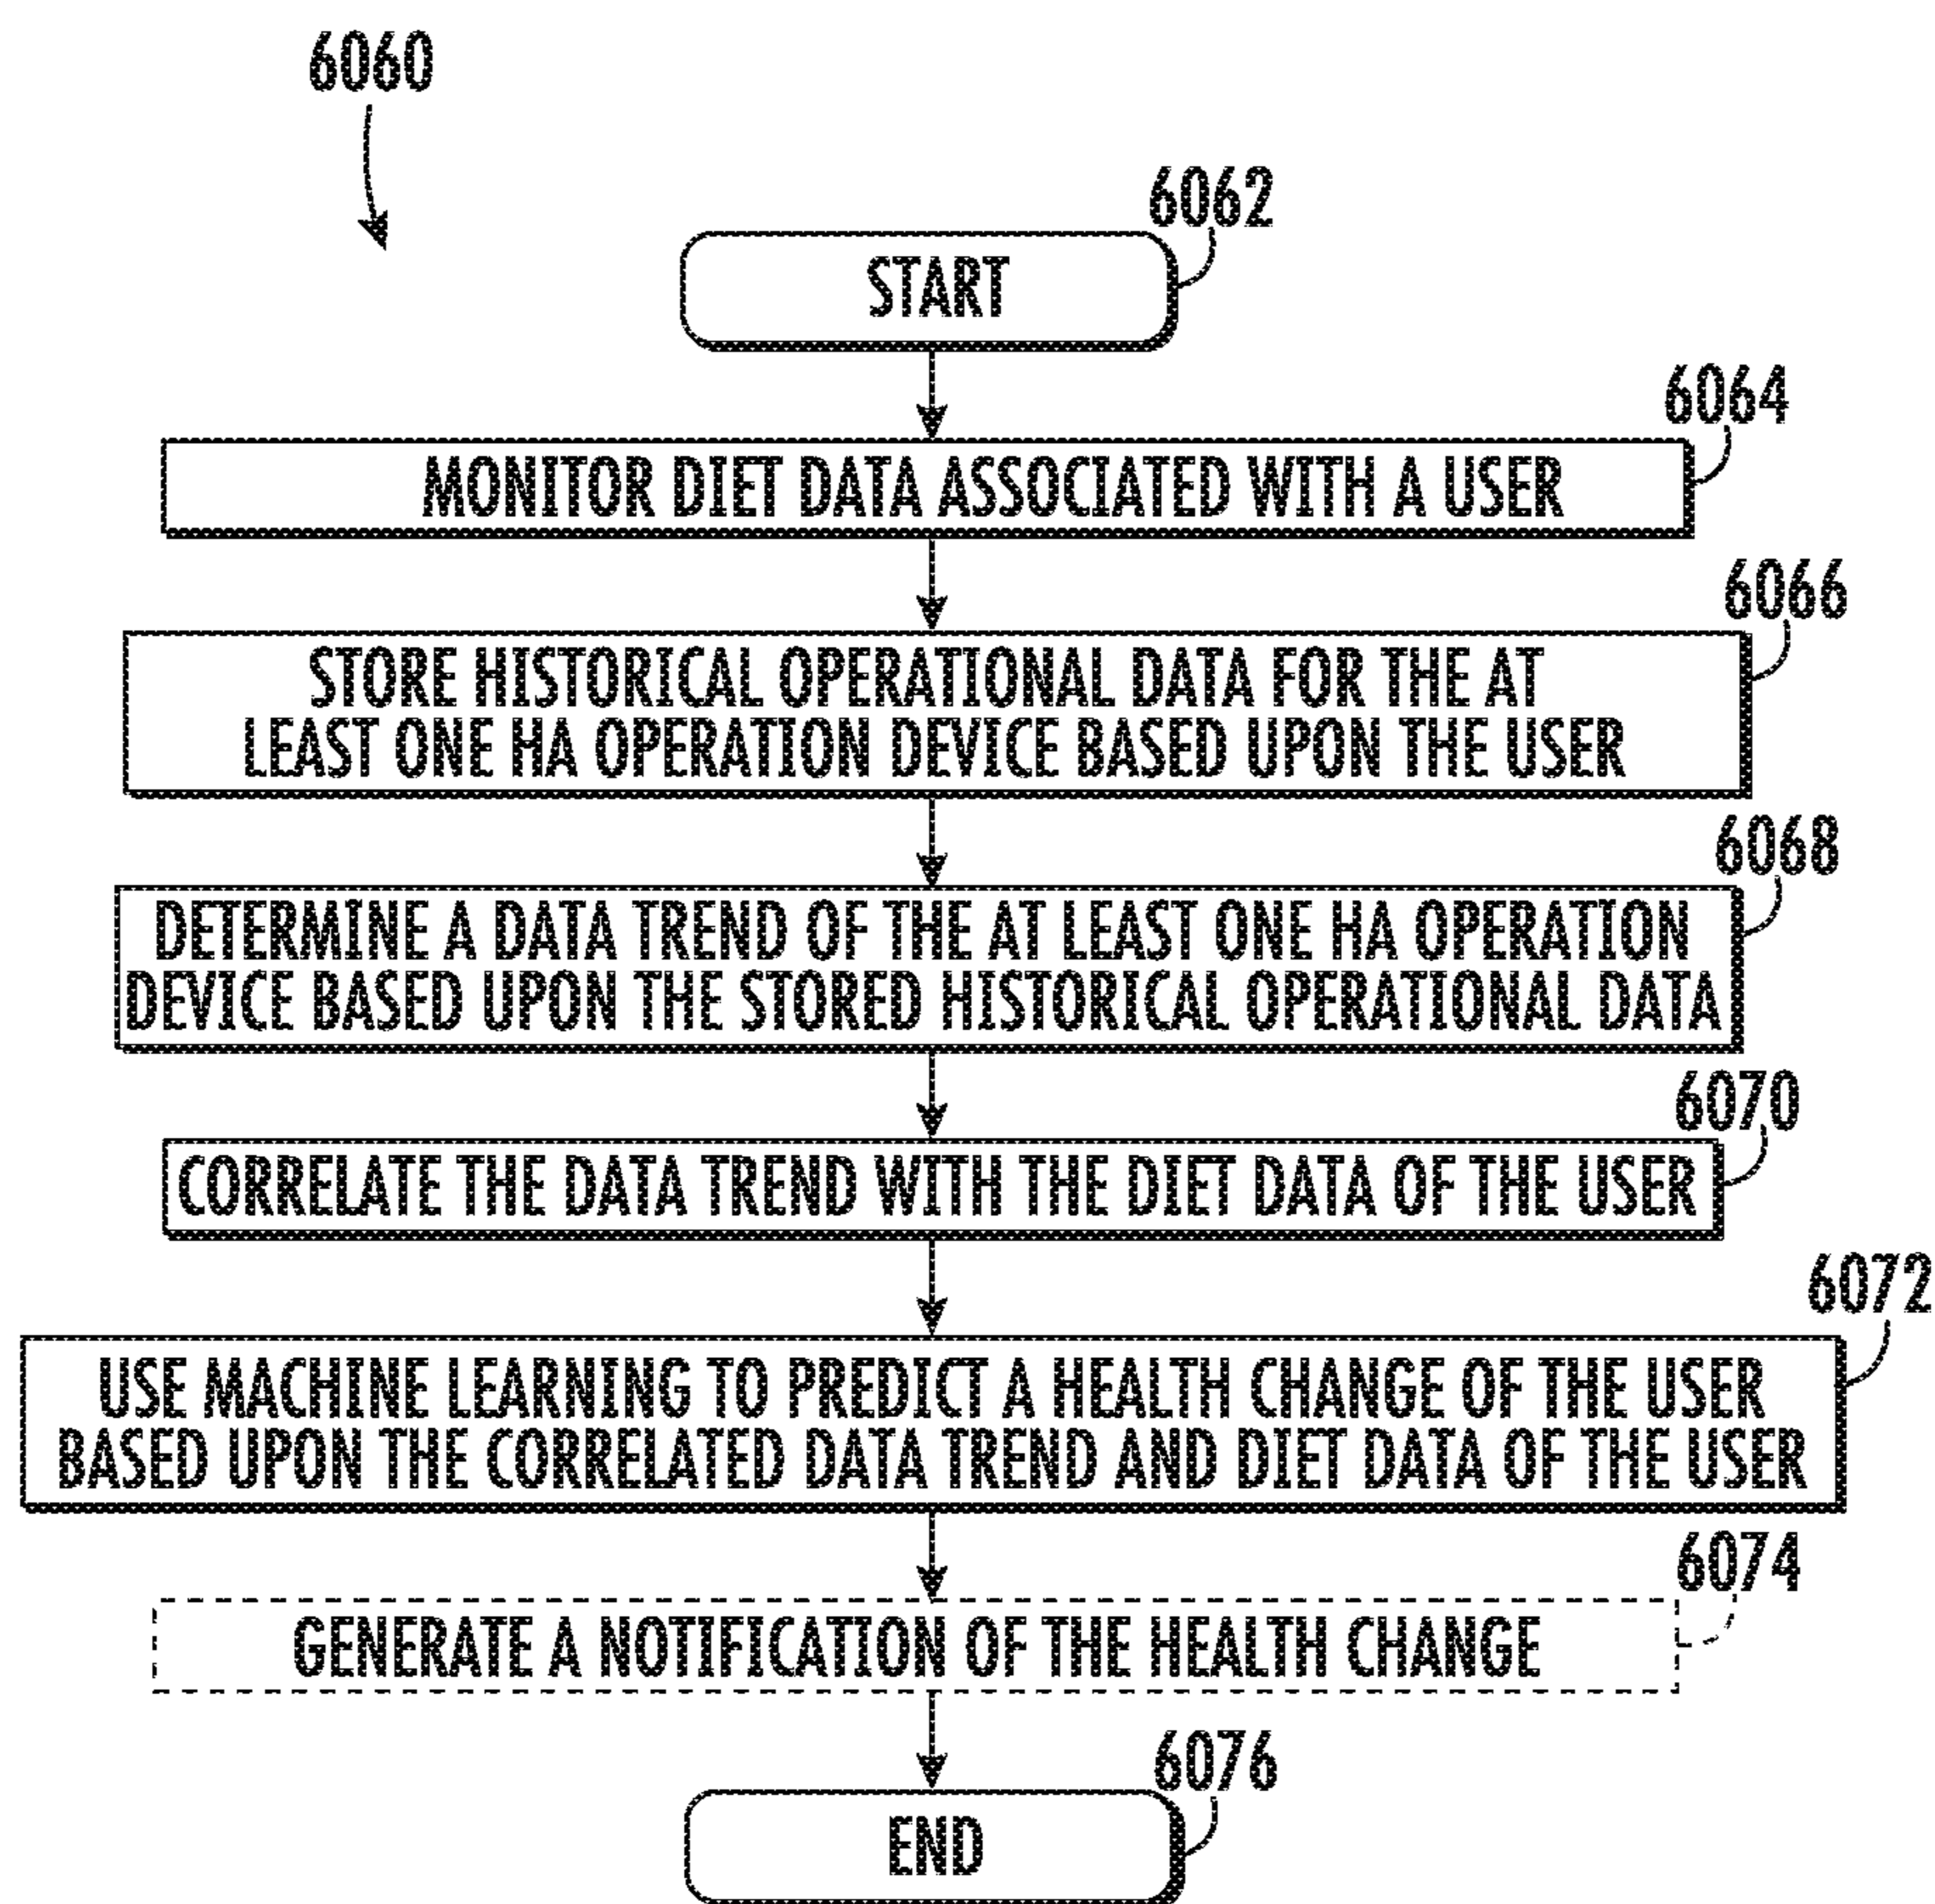 6060
6062
START
6064
MONITOR DIET DATA ASSOCIATED WITH A USER
6066
STORE HISTORICAL OPERATIONAL DATA FOR THE AT
LEAST ONE HA OPERATION DEVICE BASED UPON THE USER
6068
DETERMINE A DATA TREND OF THE AT LEAST ONE HA OPERATION
DEVICE BASED UPON THE STORED HISTORICAL OPERATIONAL DATA
6070
CORRELATE THE DATA TREND WITH THE DIET DATA OF THE USER
6072
USE MACHINE LEARNING TO PREDICT A HEALTH CHANGE OF THE USER
BASED UPON THE CORRELATED DATA TREND AND DIET DATA OF THE USER
6074
GENERATE A NOTIFICATION OF THE HEALTH CHANGE
6076
END